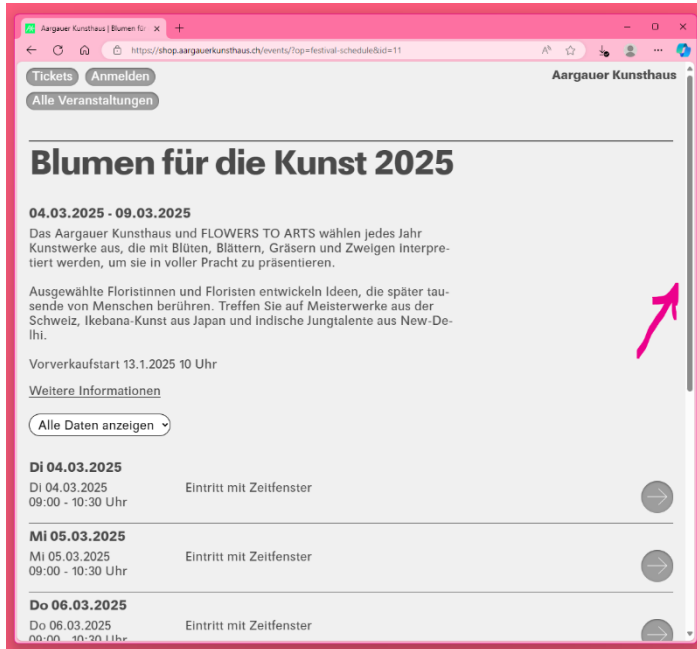 Aargauer Kunsthaus | Blumen für
https://shop.aargauerkunsthaus.ch/events/?op=festival-schedule&id=11
Tickets Anmelden Aargauer Kunsthaus
Alle Veranstaltungen
Blumen für die Kunst 2025
04.03.2025 - 09.03.2025
Das Aargauer Kunsthaus und FLOWERS TO ARTS wählen jedes Jahr
Kunstwerke aus, die mit Blüten, Blättern, Gräsern und Zweigen interpre-
tiert werden, um sie in voller Pracht zu präsentieren.
Ausgewählte Floristinnen und Floristen entwickeln Ideen, die später tau-
sende von Menschen berühren. Treffen Sie auf Meisterwerke aus der
Schweiz, Ikebana-Kunst aus Japan und indische Jungtalente aus New-De-
lhi.
Vorverkaufstart 13.1.2025 10 Uhr
Weitere Informationen
Alle Daten anzeigen
Di 04.03.2025
Di 04.03.2025 Eintritt mit Zeitfenster
09:00 - 10:30 Uhr
Mi 05.03.2025
Mi 05.03.2025 Eintritt mit Zeitfenster
09:00 - 10:30 Uhr
Do 06.03.2025
Do 06.03.2025 Eintritt mit Zeitfenster
09:00 - 10:30 Uhr